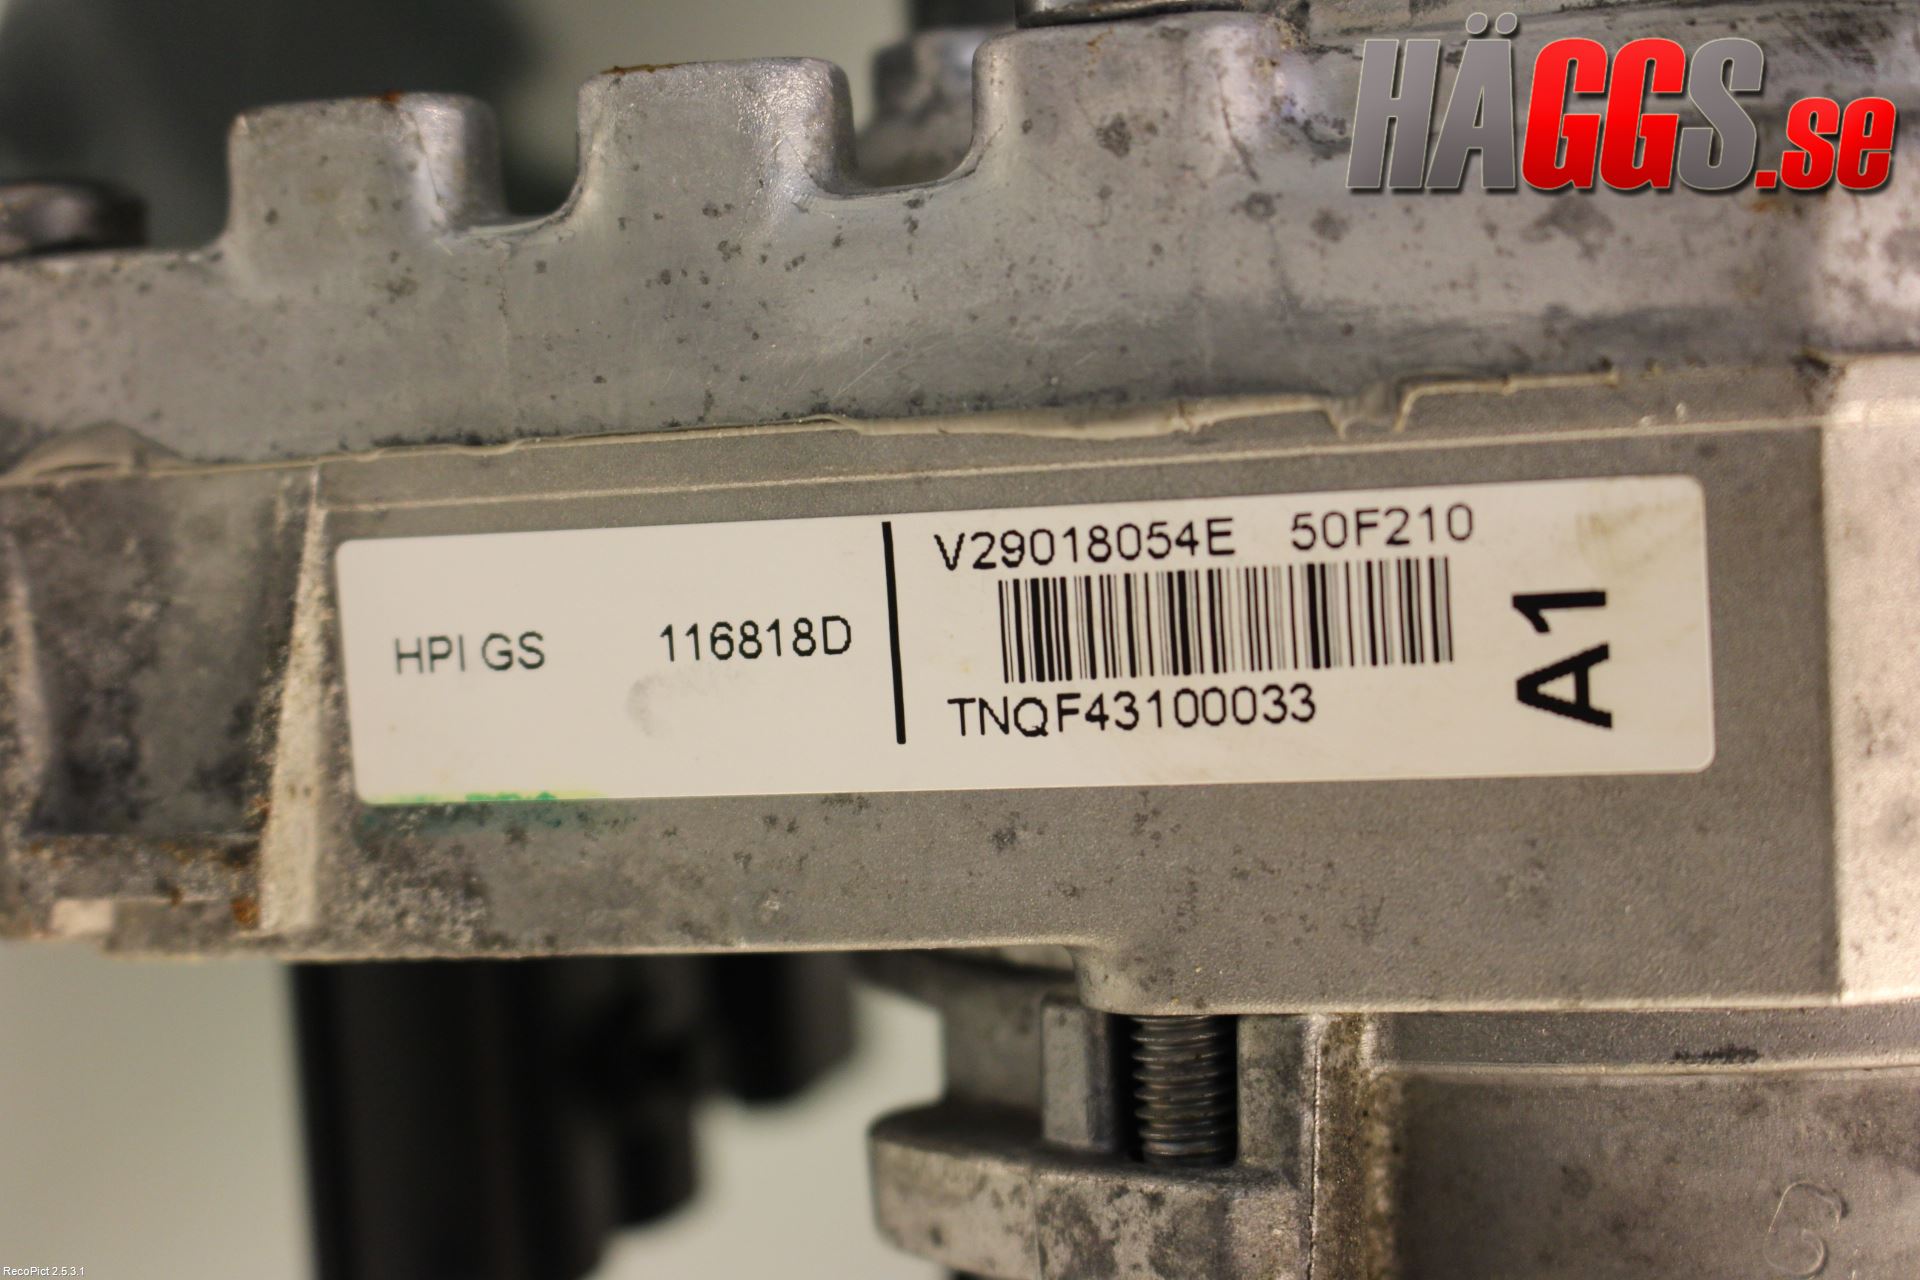 HÄGGS.se
V29018054E 50F210
HPI GS 116818D
TNQF43100033
A1
RecoPict 2.5.3.1